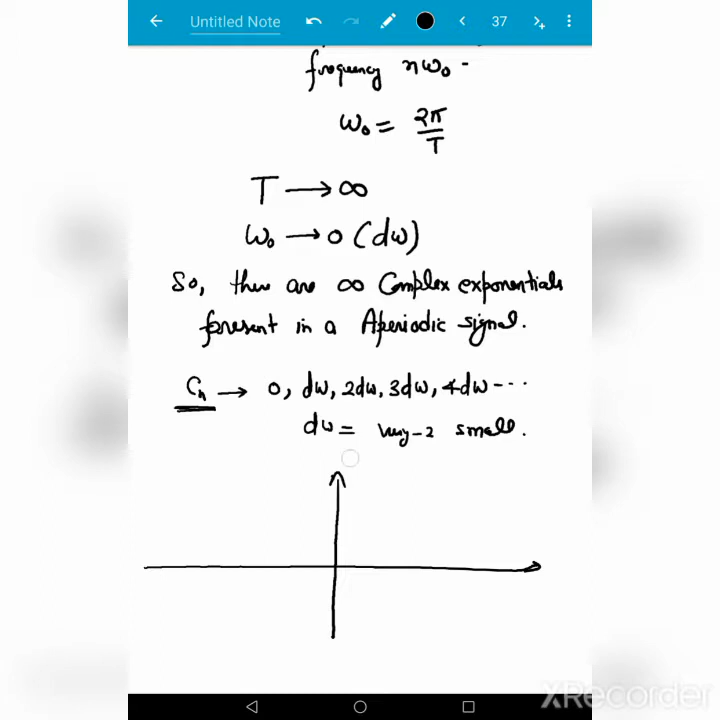 Untitled Note
37
frequency nω₀ -
ω₀ = 2π/T
T → ∞
ω₀ → 0 (dω)
So, there are ∞ Complex exponentials
present in a Aperiodic signal.
Cn → 0, dω, 2dω, 3dω, 4dω ---
dω = very-2 small.
XRecorder